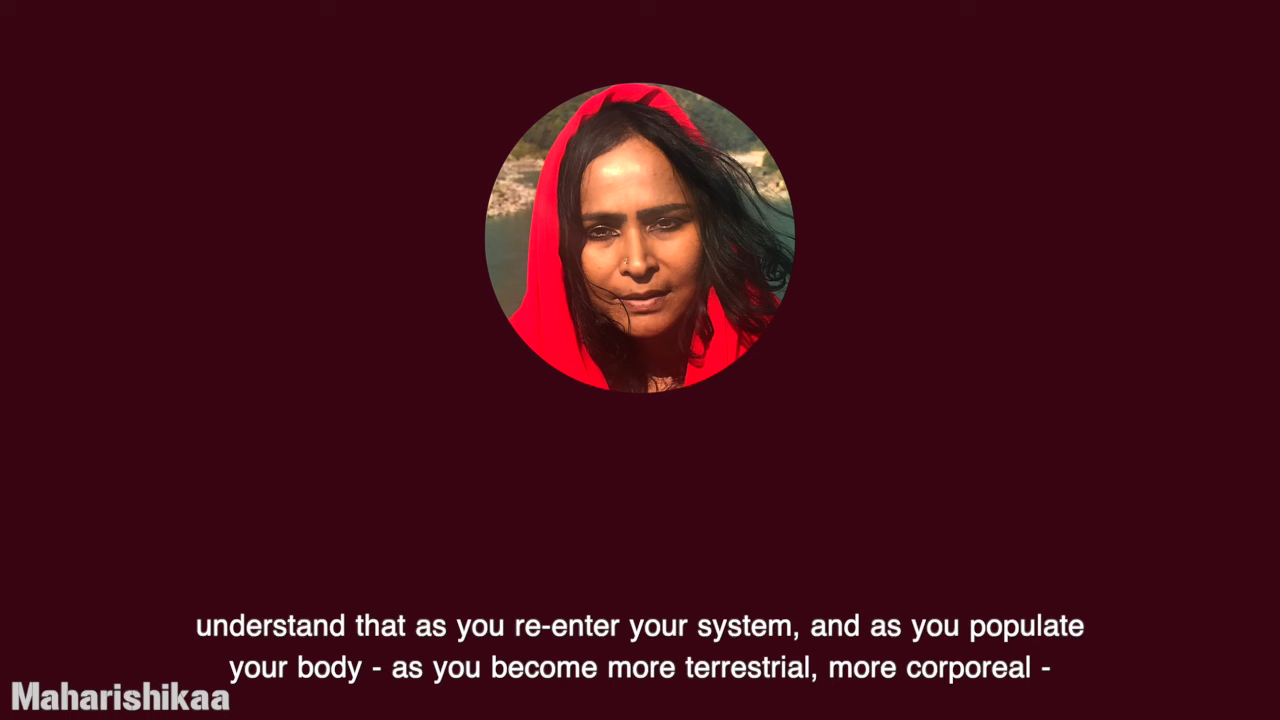 understand that as you re-enter your system, and as you populate
your body - as you become more terrestrial, more corporeal -
Maharishikaa